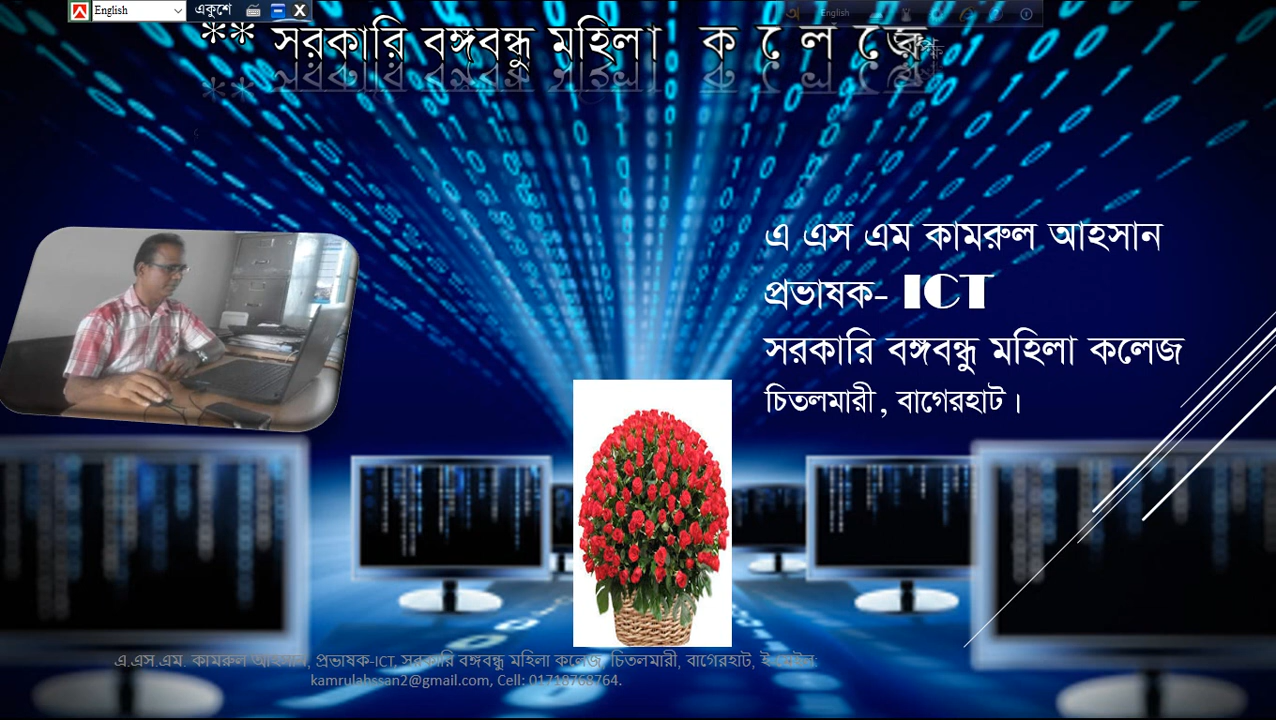 English
একুশে
English
** সরকারি বঙ্গবন্ধু মহিলা ক লে জে
এ এস এম কামরুল আহসান
প্রভাষক- ICT
সরকারি বঙ্গবন্ধু মহিলা কলেজ
চিতলমারী, বাগেরহাট।
এ.এস.এম. কামরুল আহসান, প্রভাষক-ICT, সরকারি বঙ্গবন্ধু মহিলা কলেজ, চিতলমারী, বাগেরহাট, ই-মেইল:
kamrulahssan2@gmail.com, Cell: 01718768764.